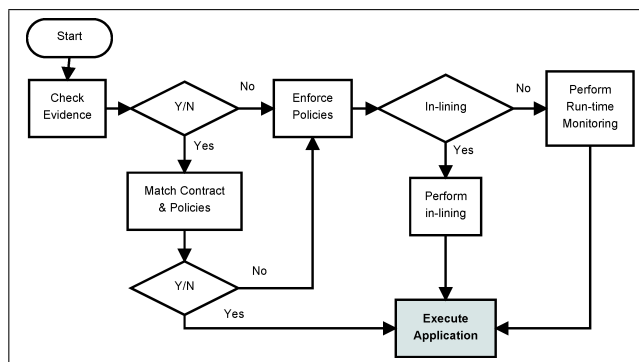 Start
Check
Evidence
Y/N
No
Yes
Enforce
Policies
In-lining
No
Yes
Perform
Run-time
Monitoring
Match Contract
& Policies
Perform
in-lining
Y/N
No
Yes
Execute
Application